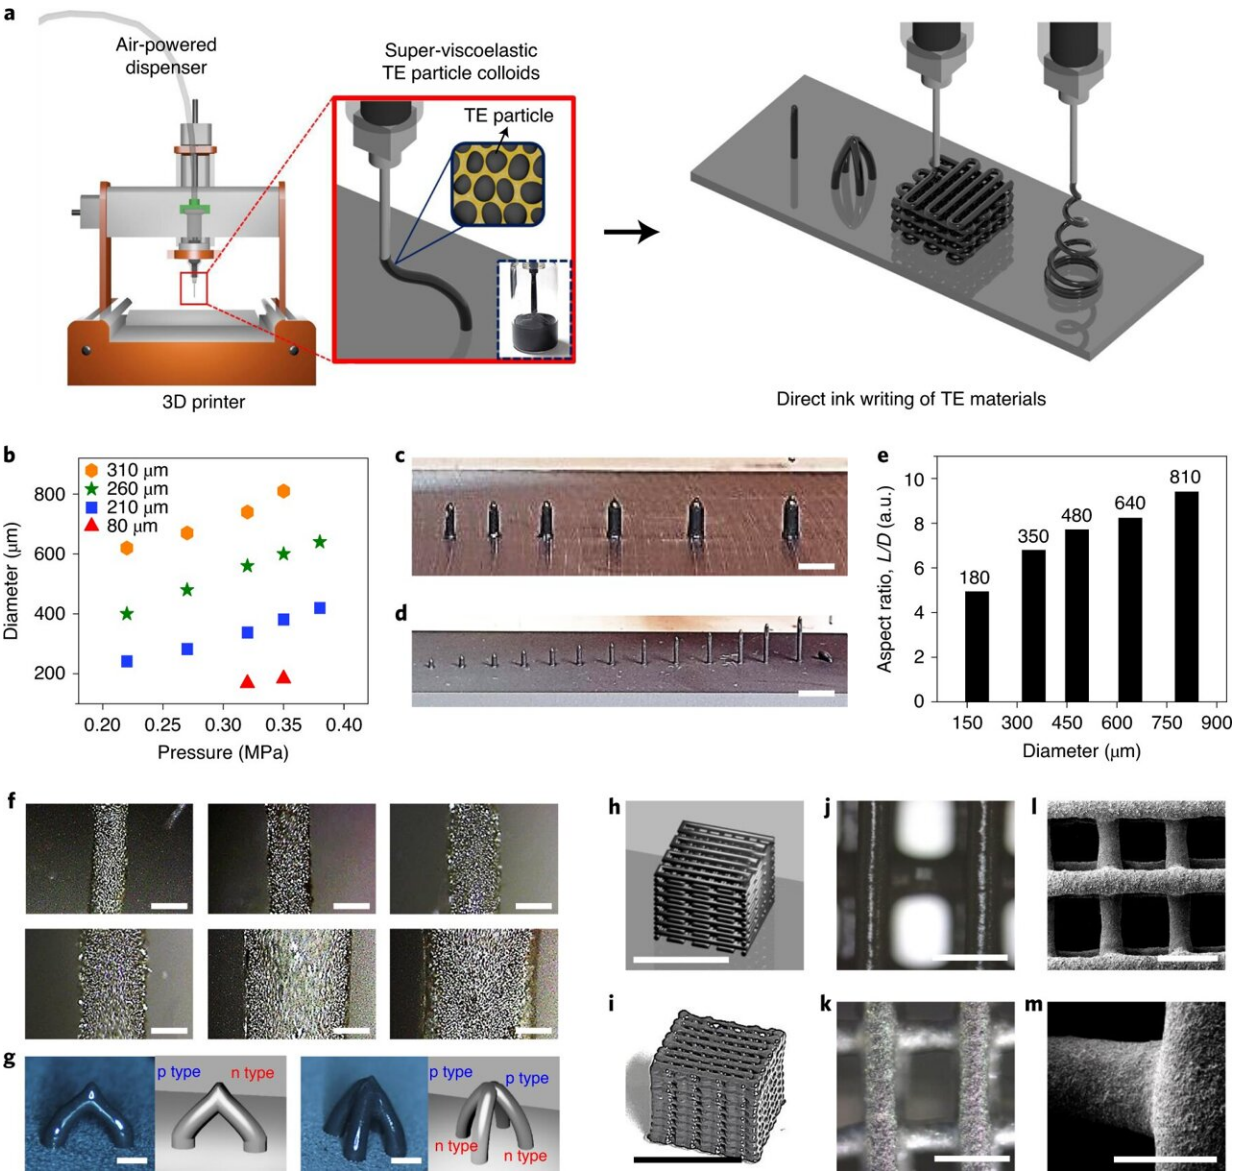 a
Air-powered
dispenser
Super-viscoelastic
TE particle colloids
TE particle
3D printer
Direct ink writing of TE materials
b
310 μm
260 μm
210 μm
80 μm
800
600
400
200
Diameter (μm)
0.20
0.25
0.30
0.35
0.40
Pressure (MPa)
c
d
e
10
8
6
4
2
0
Aspect ratio, L/D (a.u.)
180
350
480
640
810
150
300
450
600
750
900
Diameter (μm)
f
g
p type
n type
p type
p type
n type
n type
h
i
j
k
l
m